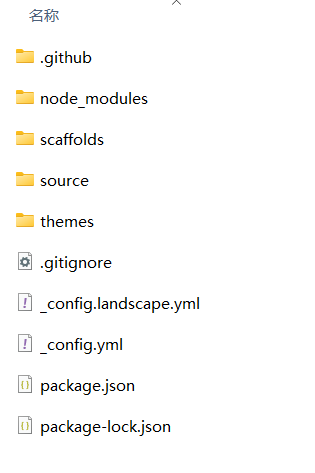 名称
.github
node_modules
scaffolds
source
themes
.gitignore
_config.landscape.yml
_config.yml
package.json
package-lock.json